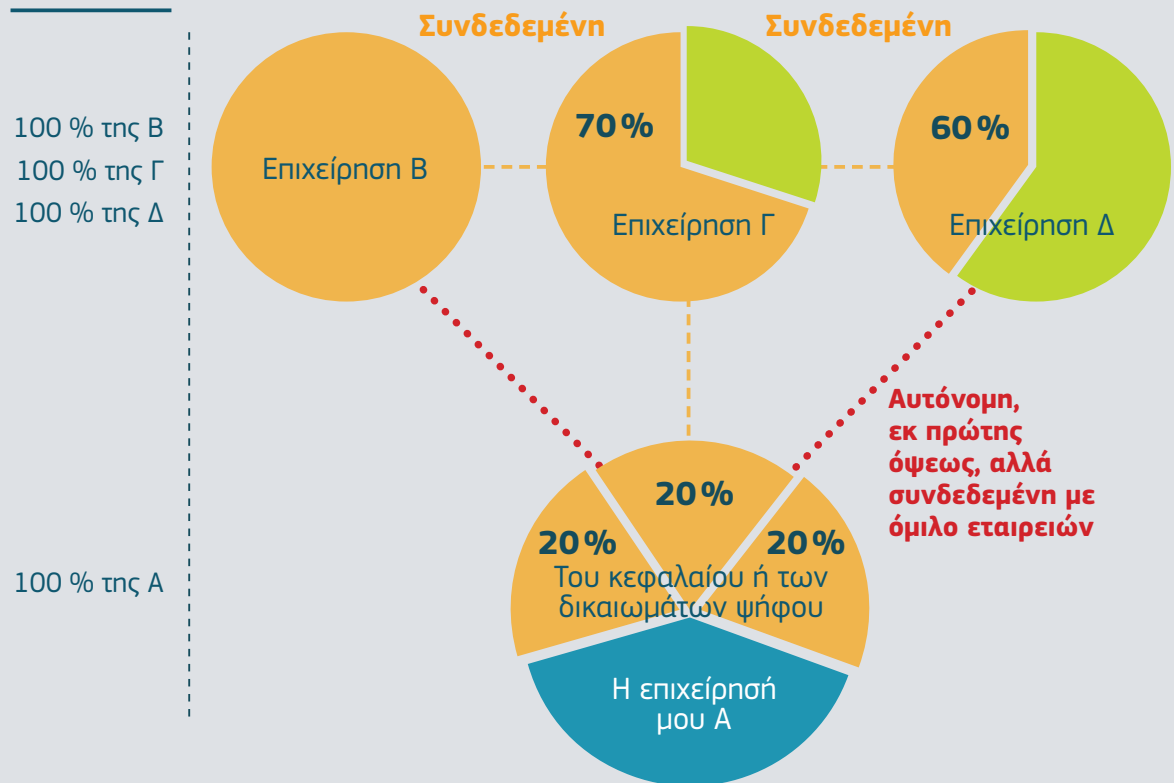 Συνδεδεμένη
Συνδεδεμένη
100 % της Β
100 % της Γ
100 % της Δ
Επιχείρηση Β
70 %
Επιχείρηση Γ
60 %
Επιχείρηση Δ
Αυτόνομη,
εκ πρώτης
όψεως, αλλά
συνδεδεμένη με
όμιλο εταιρειών
100 % της Α
20 %
20 %
20 %
Του κεφαλαίου ή των
δικαιωμάτων ψήφου
Η επιχείρησή
μου Α